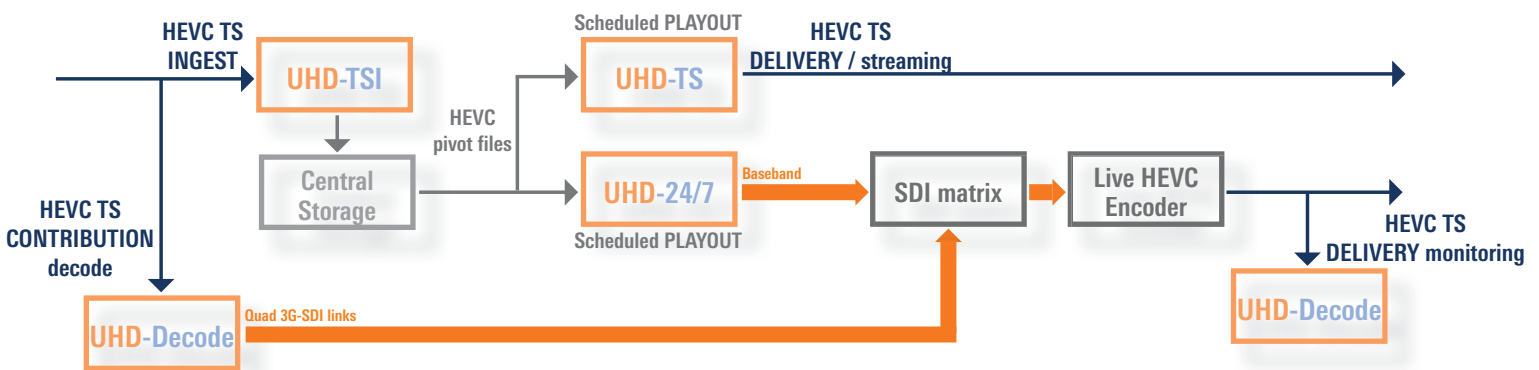 HEVC TS
INGEST
UHD-TSI
Central
Storage
HEVC
pivot files
Scheduled PLAYOUT
UHD-TS
HEVC TS
DELIVERY / streaming
UHD-24/7
Scheduled PLAYOUT
Baseband
SDI matrix
Live HEVC
Encoder
HEVC TS
DELIVERY monitoring
UHD-Decode
HEVC TS
CONTRIBUTION
decode
UHD-Decode
Quad 3G-SDI links